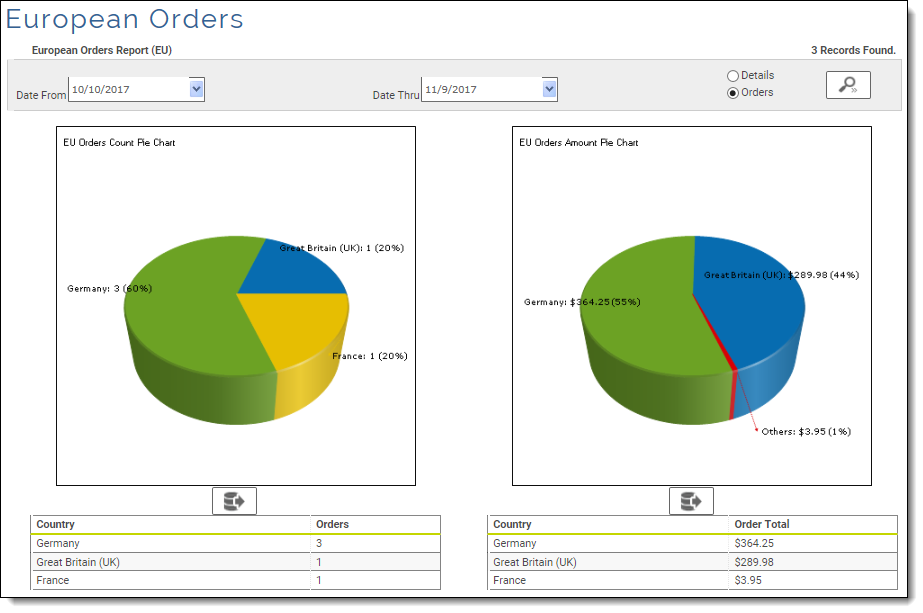 European Orders
European Orders Report (EU) 3 Records Found.
Date From 10/10/2017 Date Thru 11/9/2017 Details
Orders
EU Orders Count Pie Chart
Great Britain (UK): 1 (20%)
Germany: 3 (60%)
France: 1 (20%)
EU Orders Amount Pie Chart
Great Britain (UK): $289.98 (44%)
Germany: $364.25 (55%)
Others: $3.95 (1%)
Country Orders
Germany 3
Great Britain (UK) 1
France 1
Country Order Total
Germany $364.25
Great Britain (UK) $289.98
France $3.95